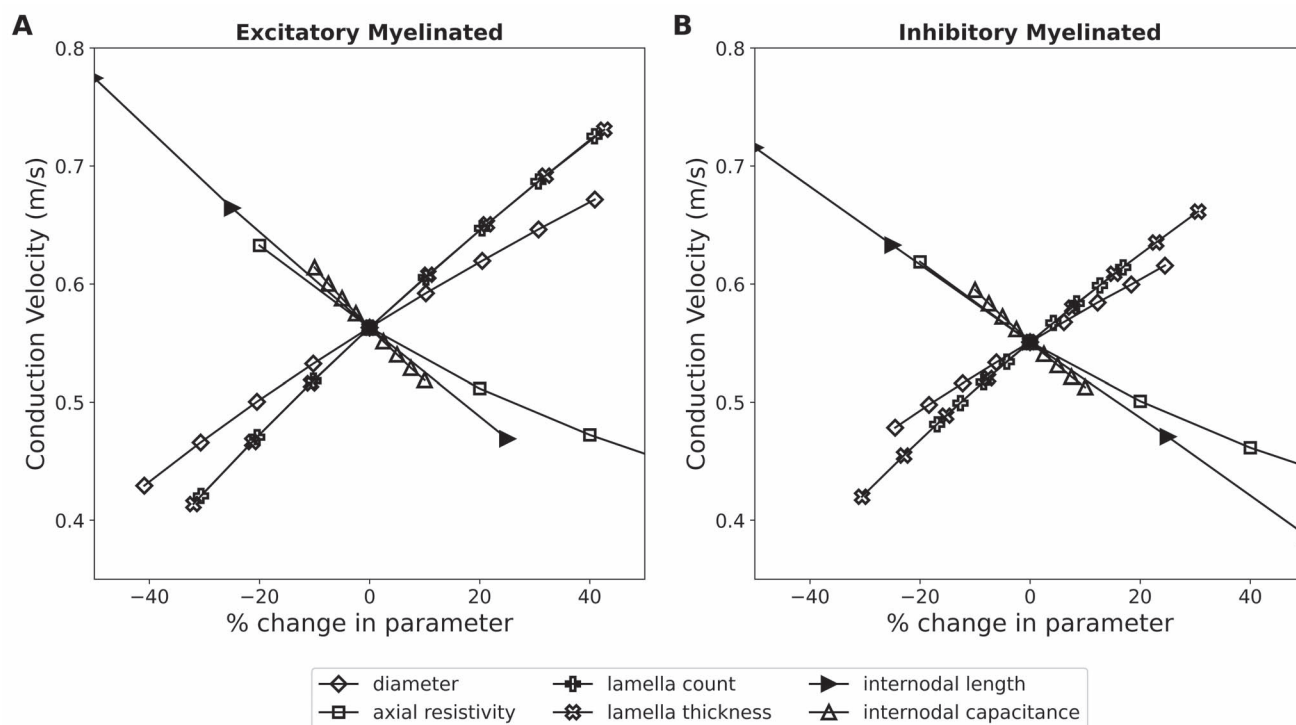 A
Excitatory Myelinated
0.8
0.7
0.6
0.5
0.4
Conduction Velocity (m/s)
−40 −20 0 20 40
% change in parameter
B
Inhibitory Myelinated
0.8
0.7
0.6
0.5
0.4
Conduction Velocity (m/s)
−40 −20 0 20 40
% change in parameter
diameter lamella count internodal length
axial resistivity lamella thickness internodal capacitance